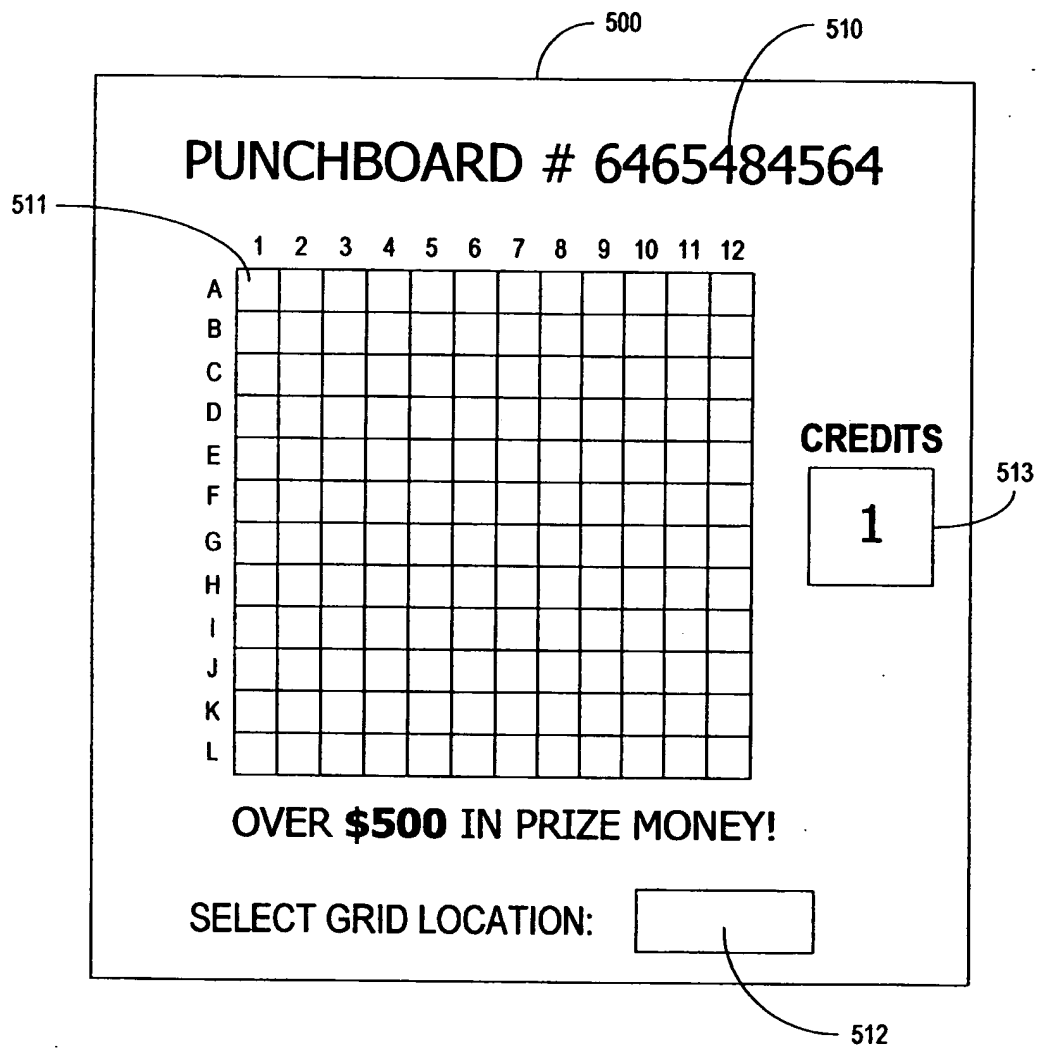 500
510
PUNCHBOARD # 6465484564
511
1 2 3 4 5 6 7 8 9 10 11 12
A
B
C
D
E
F
G
H
I
J
K
L
CREDITS
513
1
OVER $500 IN PRIZE MONEY!
SELECT GRID LOCATION:
512